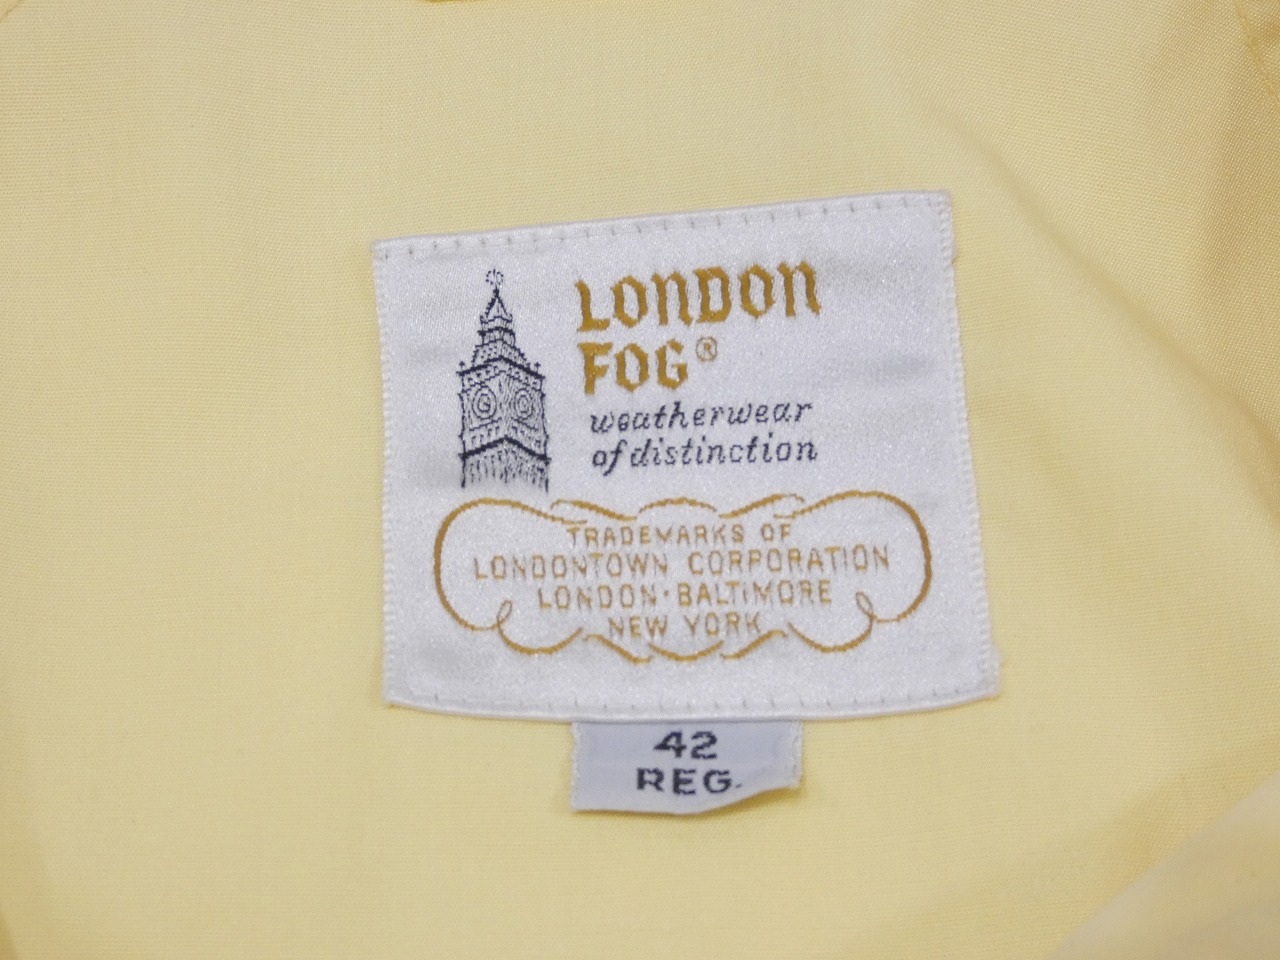 LONDON
FOG®
weatherwear
of distinction
TRADEMARKS OF
LONDONTOWN CORPORATION
LONDON·BALTIMORE
NEW YORK
42
REG.